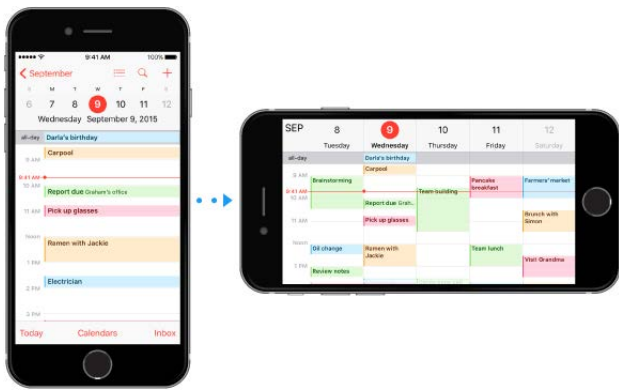 9:41 AM 100%
September
S M T W T F S
6 7 8 9 10 11 12
Wednesday September 9, 2015
all-day Darla's birthday
9 AM Carpool
9:41 AM
10 AM Report due Graham's office
11 AM Pick up glasses
Noon
Ramen with Jackie
1 PM
Electrician
2 PM
3 PM
Today Calendars Inbox
SEP 8 9 10 11 12
Tuesday Wednesday Thursday Friday Saturday
all-day Darla's birthday
Carpool
9 AM
Brainstorming Pancake breakfast Farmers' market
9:41 AM
Team building
10 AM
Report due Grah..
11 AM Pick up glasses Brunch with Simon
Noon
Oil change Ramen with Jackie Team lunch
Visit Grandma
1 PM
Review notes